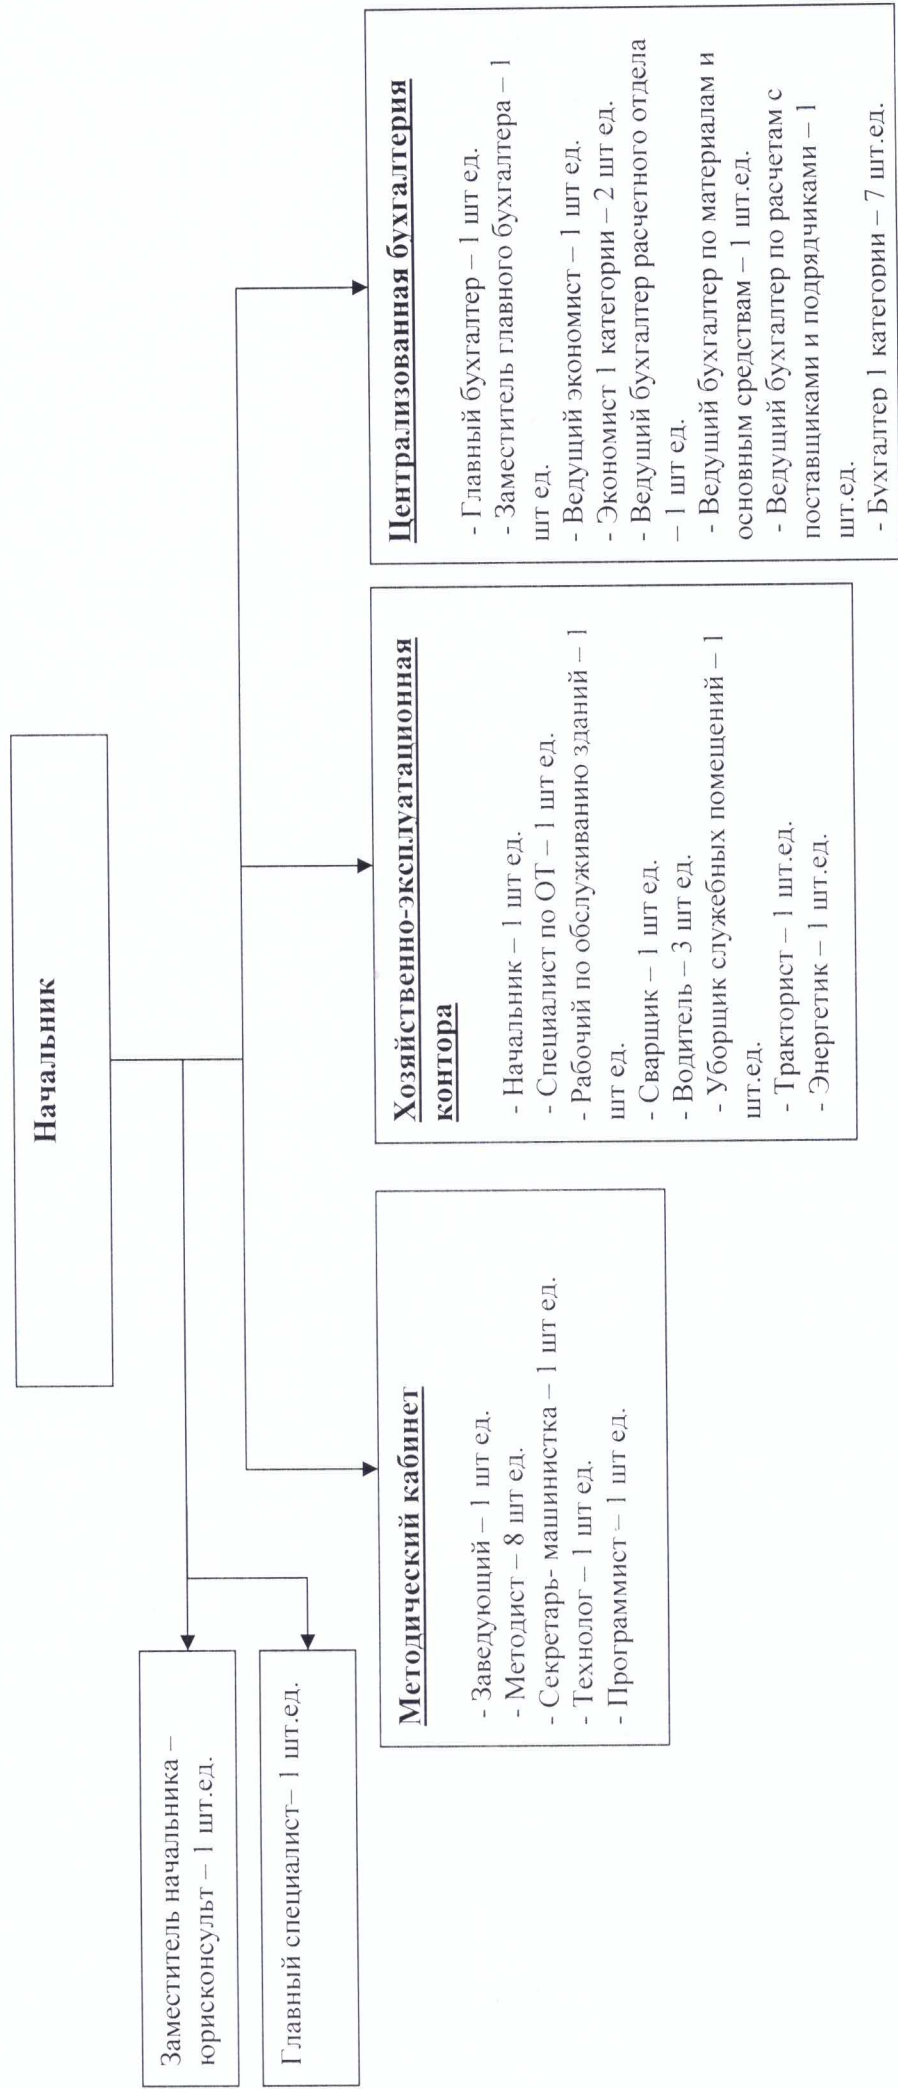 Начальник
Заместитель начальника –
юрисконсульт – 1 шт.ед.
Главный специалист– 1 шт.ед.
Методический кабинет
- Заведующий – 1 шт ед.
- Методист – 8 шт ед.
- Секретарь- машинистка – 1 шт ед.
- Технолог – 1 шт ед.
- Программист – 1 шт ед.
Хозяйственно-эксплуатационная
контора
- Начальник – 1 шт ед.
- Специалист по ОТ – 1 шт ед.
- Рабочий по обслуживанию зданий – 1
шт ед.
- Сварщик – 1 шт ед.
- Водитель – 3 шт ед.
- Уборщик служебных помещений – 1
шт.ед.
- Тракторист – 1 шт.ед.
- Энергетик – 1 шт.ед.
Централизованная бухгалтерия
- Главный бухгалтер – 1 шт ед.
- Заместитель главного бухгалтера – 1
шт ед.
- Ведущий экономист – 1 шт ед.
- Экономист 1 категории – 2 шт ед.
- Ведущий бухгалтер расчетного отдела
– 1 шт ед.
- Ведущий бухгалтер по материалам и
основным средствам – 1 шт.ед.
- Ведущий бухгалтер по расчетам с
поставщиками и подрядчиками – 1
шт.ед.
- Бухгалтер 1 категории – 7 шт.ед.